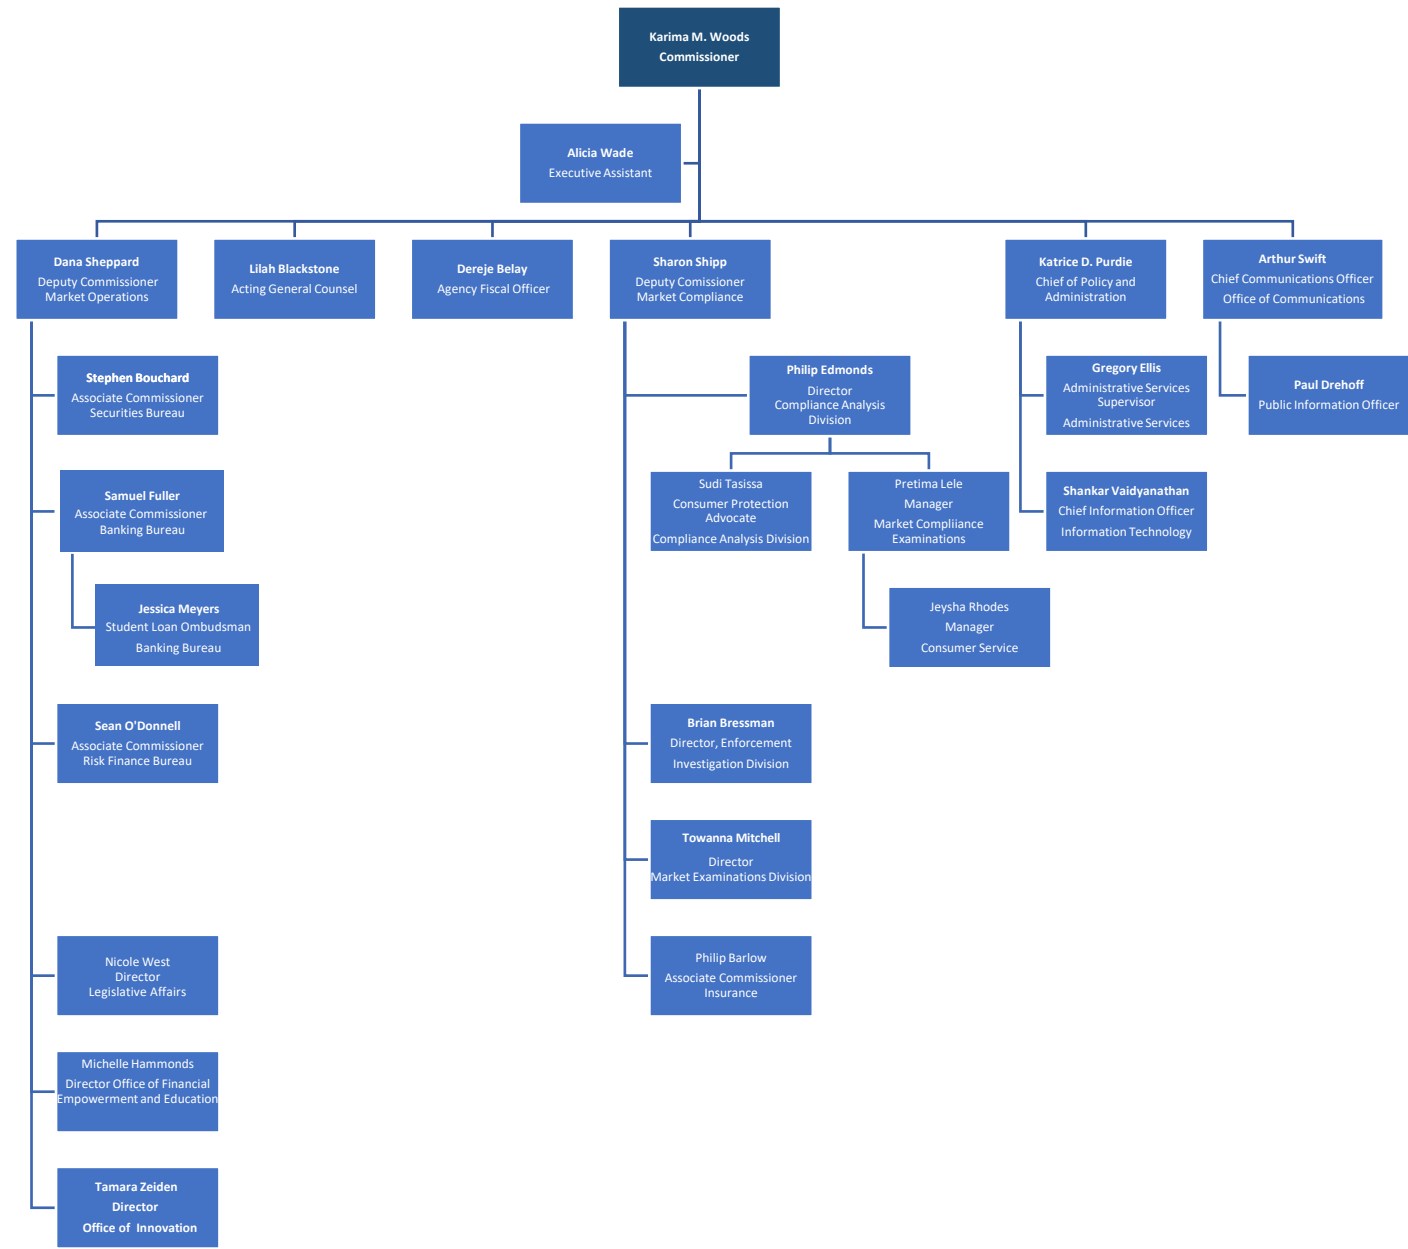 Karima M. Woods
Commissioner
Alicia Wade
Executive Assistant
Dana Sheppard
Deputy Commissioner
Market Operations
Lilah Blackstone
Acting General Counsel
Dereje Belay
Agency Fiscal Officer
Sharon Shipp
Deputy Comissioner
Market Compliance
Katrice D. Purdie
Chief of Policy and
Administration
Arthur Swift
Chief Communications Officer
Office of Communications
Stephen Bouchard
Associate Commissioner
Securities Bureau
Samuel Fuller
Associate Commissioner
Banking Bureau
Jessica Meyers
Student Loan Ombudsman
Banking Bureau
Sean O'Donnell
Associate Commissioner
Risk Finance Bureau
Nicole West
Director
Legislative Affairs
Michelle Hammonds
Director Office of Financial
Empowerment and Education
Tamara Zeiden
Director
Office of Innovation
Philip Edmonds
Director
Compliance Analysis
Division
Sudi Tasissa
Consumer Protection
Advocate
Compliance Analysis Division
Pretima Lele
Manager
Market Compliiance
Examinations
Jeysha Rhodes
Manager
Consumer Service
Brian Bressman
Director, Enforcement
Investigation Division
Towanna Mitchell
Director
Market Examinations Division
Philip Barlow
Associate Commissioner
Insurance
Gregory Ellis
Administrative Services
Supervisor
Administrative Services
Shankar Vaidyanathan
Chief Information Officer
Information Technology
Paul Drehoff
Public Information Officer